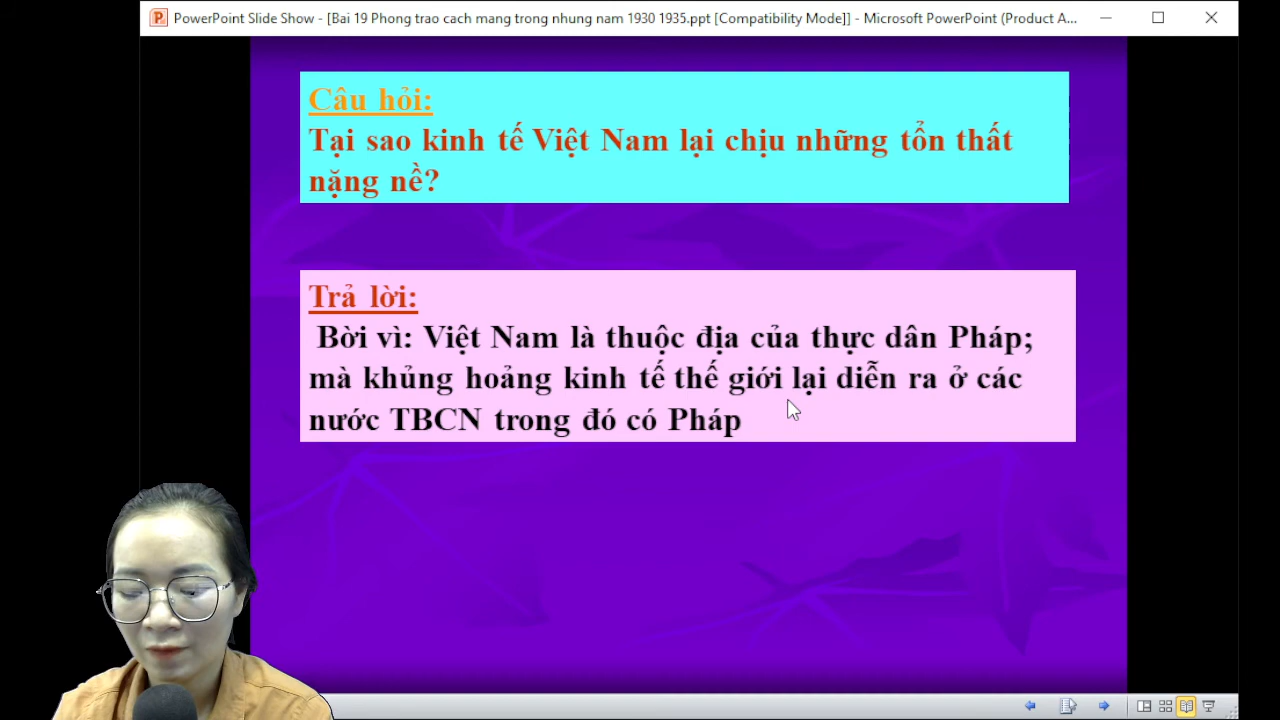 PowerPoint Slide Show - [Bai 19 Phong trao cach mang trong nhung nam 1930 1935.ppt [Compatibility Mode]] - Microsoft PowerPoint (Product A...
Câu hỏi:
Tại sao kinh tế Việt Nam lại chịu những tổn thất
nặng nề?
Trả lời:
Bời vì: Việt Nam là thuộc địa của thực dân Pháp;
mà khủng hoảng kinh tế thế giới lại diễn ra ở các
nước TBCN trong đó có Pháp